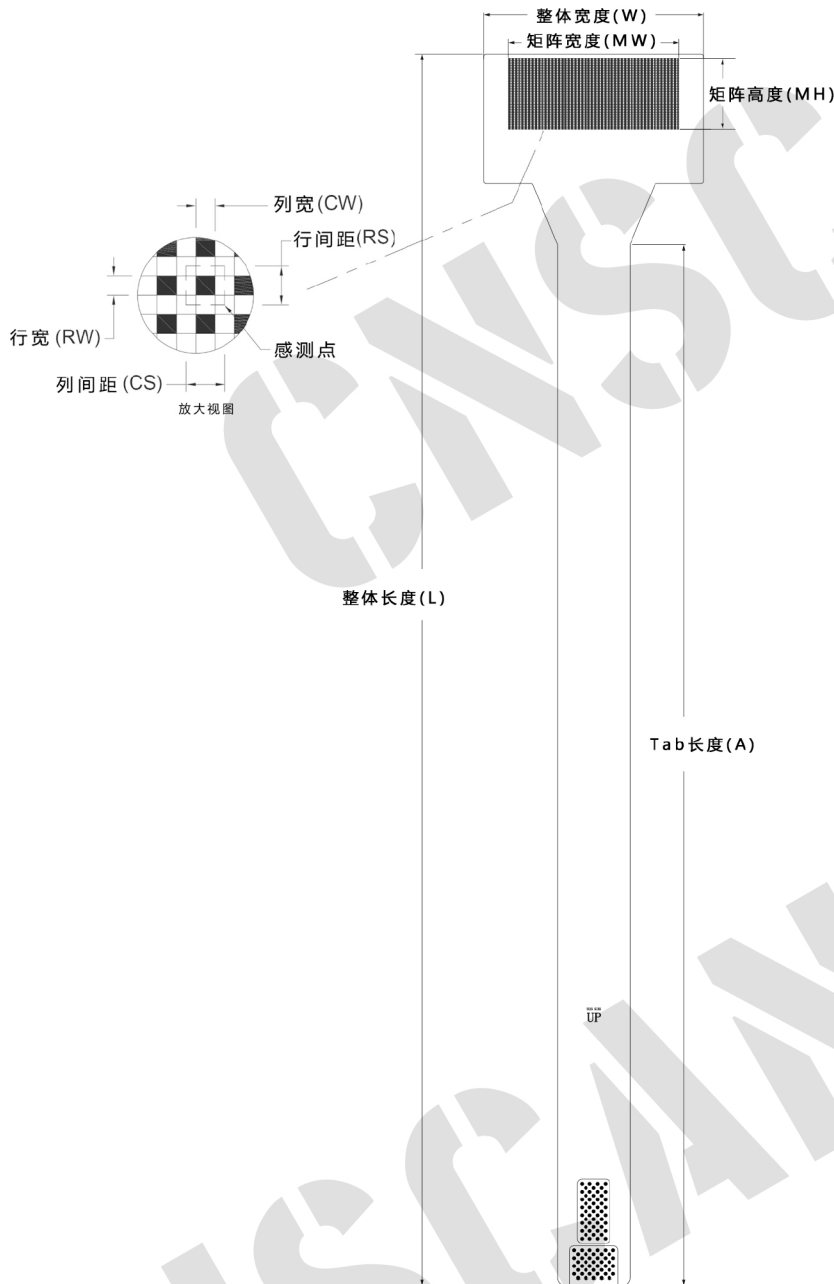 整体宽度(W)
矩阵宽度(MW)
矩阵高度(MH)
列宽(CW)
行间距(RS)
行宽(RW)
感测点
列间距(CS)
放大视图
整体长度(L)
Tab长度(A)
UP
CNSCAN
CNSCAN